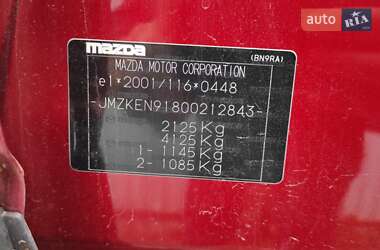 auto RIA
mazda
(BN9RA)
MAZDA MOTOR CORPORATION
e1*2001/116*0448
-JMZKEN91800212843-
2125Kg
4125Kg
1- 1145Kg
2- 1085Kg